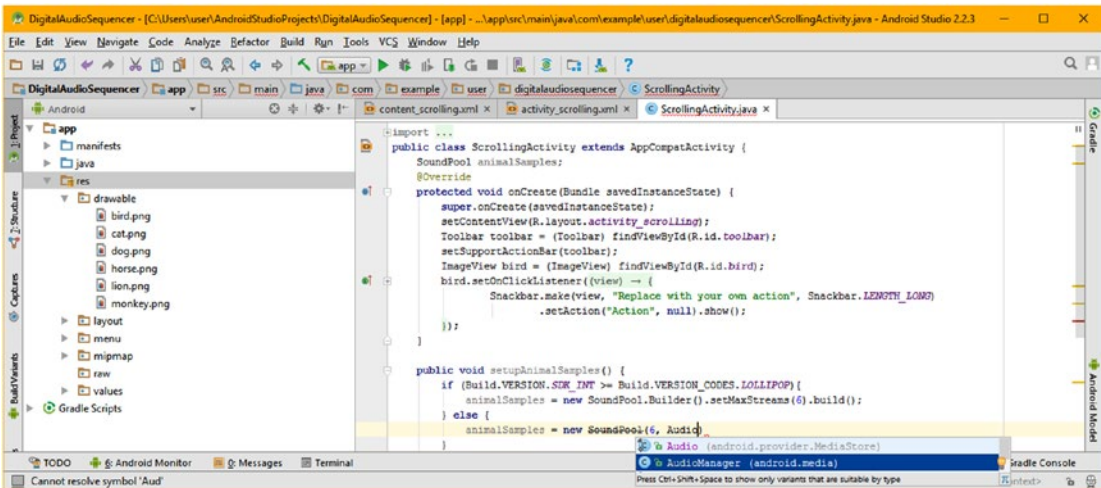 DigitalAudioSequencer - [C:\Users\user\AndroidStudioProjects\DigitalAudioSequencer] - [app] - ...\app\src\main\java\com\example\user\digitalaudiosequencer\ScrollingActivity.java - Android Studio 2.2.3
File Edit View Navigate Code Analyze Refactor Build Run Tools VCS Window Help
app
DigitalAudioSequencer app src main java com example user digitalaudiosequencer ScrollingActivity
Android
content_scrolling.xml × activity_scrolling.xml × ScrollingActivity.java ×
1: Project
7: Structure
Captures
Build Variants
app
manifests
java
res
drawable
bird.png
cat.png
dog.png
horse.png
lion.png
monkey.png
layout
menu
mipmap
raw
values
Gradle Scripts
import ...
public class ScrollingActivity extends AppCompatActivity {
SoundPool animalSamples;
@Override
protected void onCreate(Bundle savedInstanceState) {
super.onCreate(savedInstanceState);
setContentView(R.layout.activity_scrolling);
Toolbar toolbar = (Toolbar) findViewById(R.id.toolbar);
setSupportActionBar(toolbar);
ImageView bird = (ImageView) findViewById(R.id.bird);
bird.setOnClickListener((view) → {
Snackbar.make(view, "Replace with your own action", Snackbar.LENGTH_LONG)
.setAction("Action", null).show();
});
}
public void setupAnimalSamples() {
if (Build.VERSION.SDK_INT >= Build.VERSION_CODES.LOLLIPOP){
animalSamples = new SoundPool.Builder().setMaxStreams(6).build();
} else {
animalSamples = new SoundPool(6, Audio)
}
Audio (android.provider.MediaStore)
AudioManager (android.media)
Press Ctrl+Shift+Space to show only variants that are suitable by type
Gradle
Android Model
TODO 6: Android Monitor 0: Messages Terminal
Gradle Console
Cannot resolve symbol 'Aud'